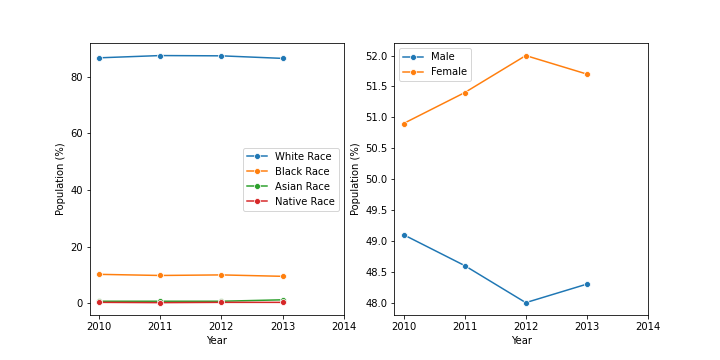 Population (%)
80
60
40
20
0
2010 2011 2012 2013 2014
Year
White Race
Black Race
Asian Race
Native Race
Population (%)
52.0
51.5
51.0
50.5
50.0
49.5
49.0
48.5
48.0
2010 2011 2012 2013 2014
Year
Male
Female